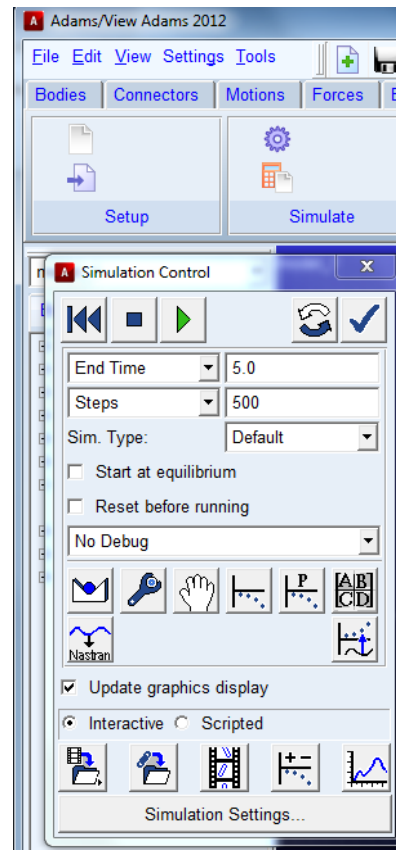 Adams/View Adams 2012
File Edit View Settings Tools
Bodies Connectors Motions Forces
Setup Simulate
Simulation Control
x
End Time 5.0
Steps 500
Sim. Type: Default
Start at equilibrium
Reset before running
No Debug
P A B
C D
Nastran
Update graphics display
Interactive Scripted
Simulation Settings...